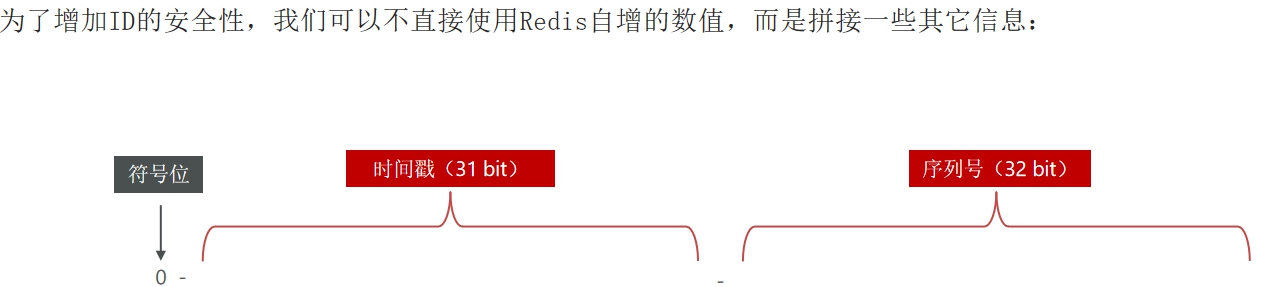 为了增加ID的安全性，我们可以不直接使用Redis自增的数值，而是拼接一些其它信息：
符号位
时间戳（31 bit）
序列号（32 bit）
0 -
-